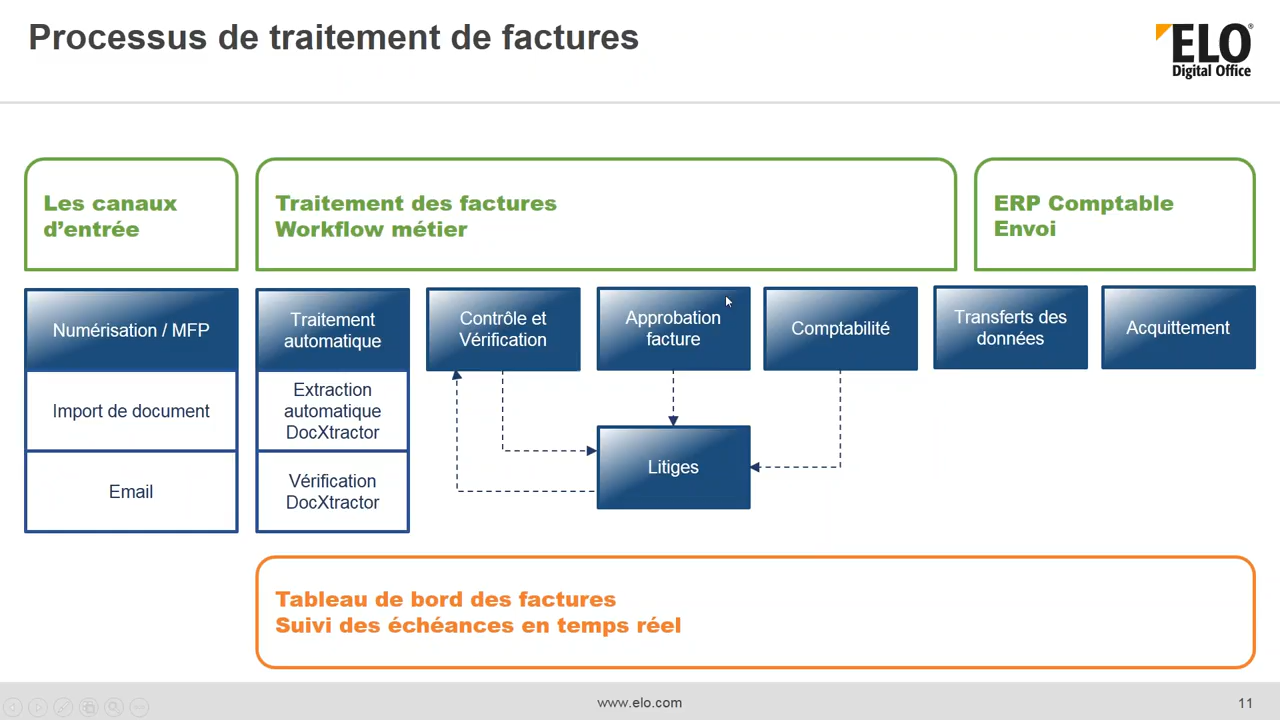 Processus de traitement de factures
ELO®
Digital Office
Les canaux
d’entrée
Traitement des factures
Workflow métier
ERP Comptable
Envoi
Numérisation / MFP
Import de document
Email
Traitement
automatique
Extraction
automatique
DocXtractor
Vérification
DocXtractor
Contrôle et
Vérification
Approbation
facture
Comptabilité
Transferts des
données
Acquittement
Litiges
Tableau de bord des factures
Suivi des échéances en temps réel
www.elo.com
11